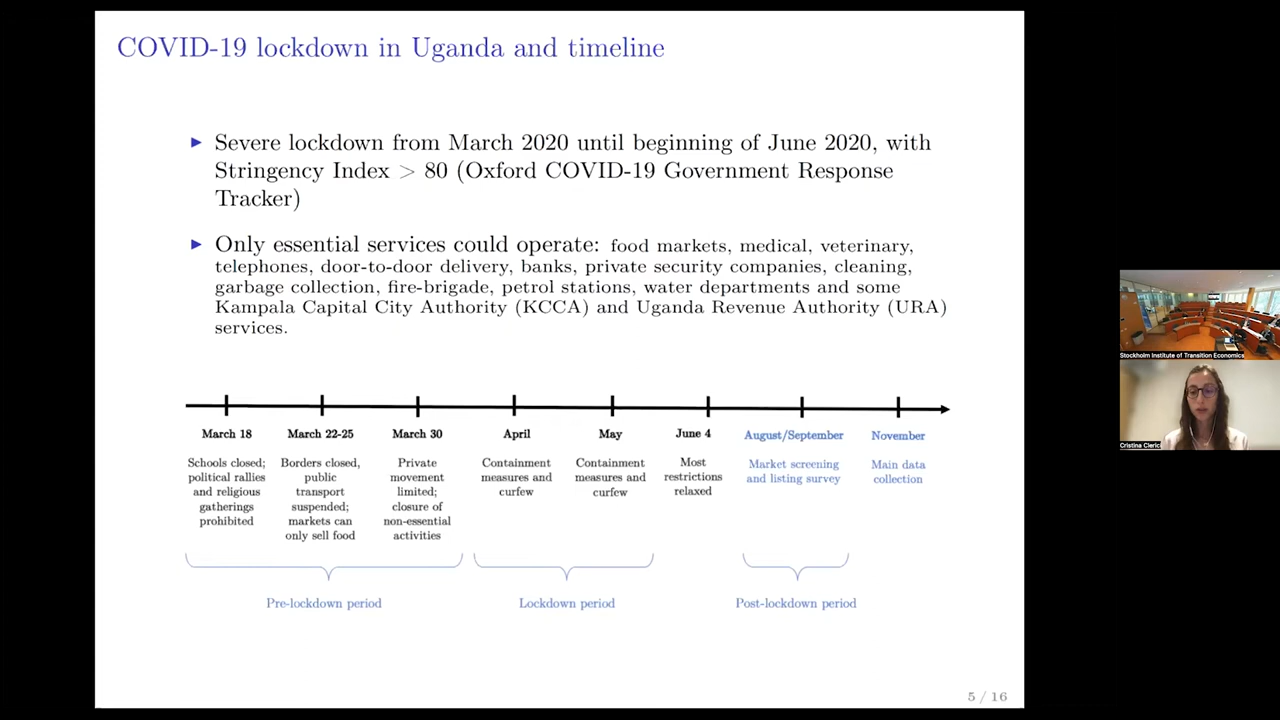 COVID-19 lockdown in Uganda and timeline
▶ Severe lockdown from March 2020 until beginning of June 2020, with
Stringency Index > 80 (Oxford COVID-19 Government Response
Tracker)
▶ Only essential services could operate: food markets, medical, veterinary,
telephones, door-to-door delivery, banks, private security companies, cleaning,
garbage collection, fire-brigade, petrol stations, water departments and some
Kampala Capital City Authority (KCCA) and Uganda Revenue Authority (URA)
services.
March 18
Schools closed;
political rallies
and religious
gatherings
prohibited
March 22-25
Borders closed,
public
transport
suspended;
markets can
only sell food
March 30
Private
movement
limited;
closure of
non-essential
activities
April
Containment
measures and
curfew
May
Containment
measures and
curfew
June 4
Most
restrictions
relaxed
August/September
Market screening
and listing survey
November
Main data
collection
Pre-lockdown period
Lockdown period
Post-lockdown period
5 / 16
Stockholm Institute of Transition Economics
Cristina Clerici